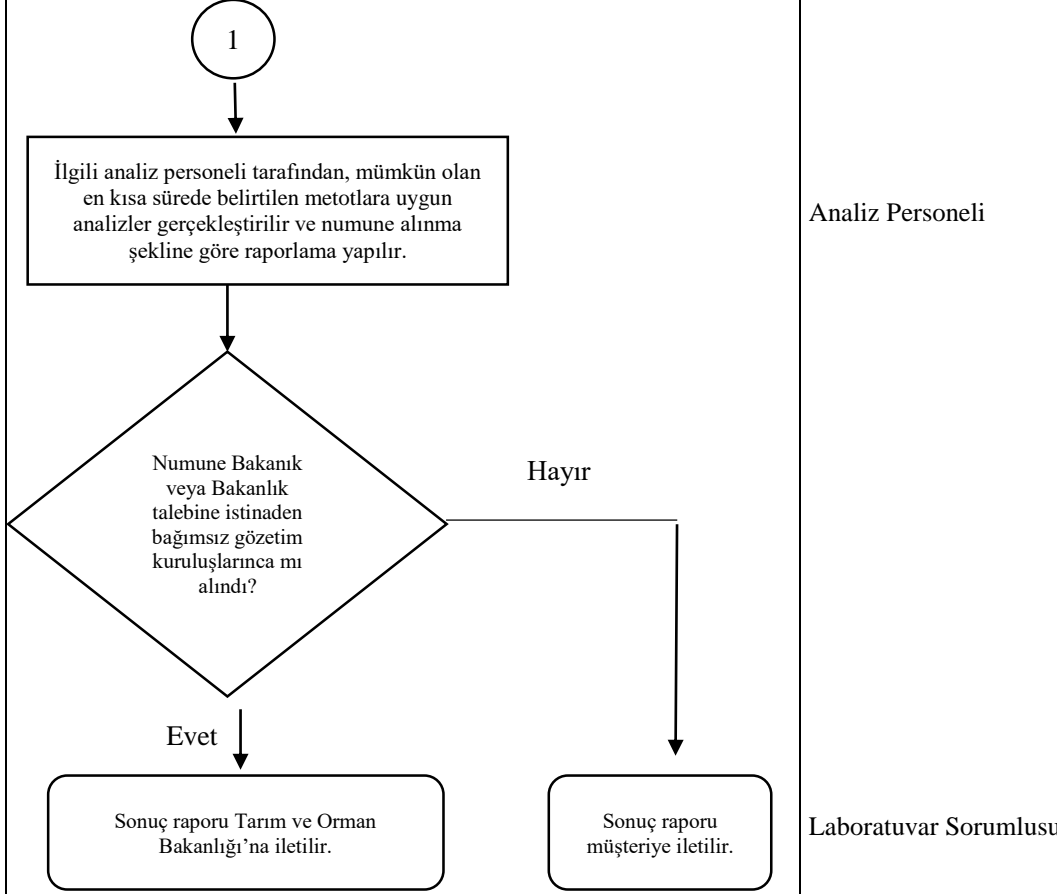 1
İlgili analiz personeli tarafından, mümkün olan
en kısa sürede belirtilen metotlara uygun
analizler gerçekleştirilir ve numune alınma
şekline göre raporlama yapılır.
Analiz Personeli
Numune Bakanık
veya Bakanlık
talebine istinaden
bağımsız gözetim
kuruluşlarınca mı
alındı?
Hayır
Evet
Sonuç raporu Tarım ve Orman
Bakanlığı’na iletilir.
Sonuç raporu
müşteriye iletilir.
Laboratuvar Sorumlusu